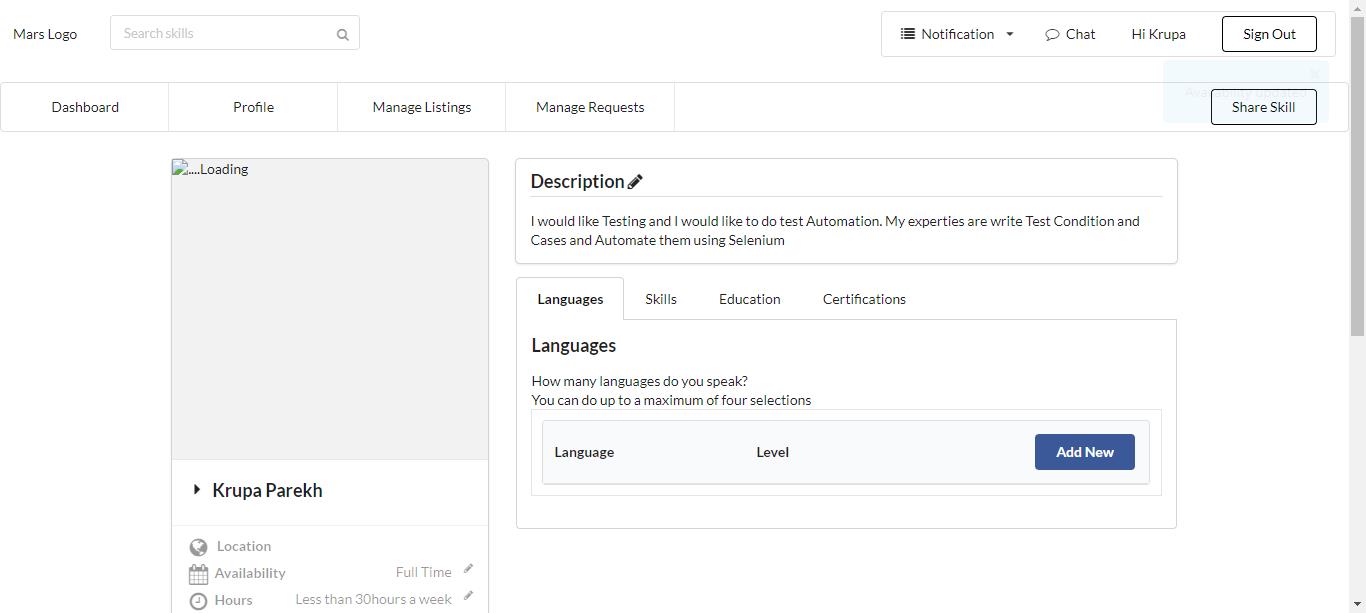 Mars Logo
Search skills
Notification
Chat
Hi Krupa
Sign Out
Availability updated
Dashboard
Profile
Manage Listings
Manage Requests
Share Skill
....Loading
Description
I would like Testing and I would like to do test Automation. My experties are write Test Condition and
Cases and Automate them using Selenium
Languages
Skills
Education
Certifications
Languages
How many languages do you speak?
You can do up to a maximum of four selections
Language
Level
Add New
Krupa Parekh
Location
Availability
Full Time
Hours
Less than 30hours a week